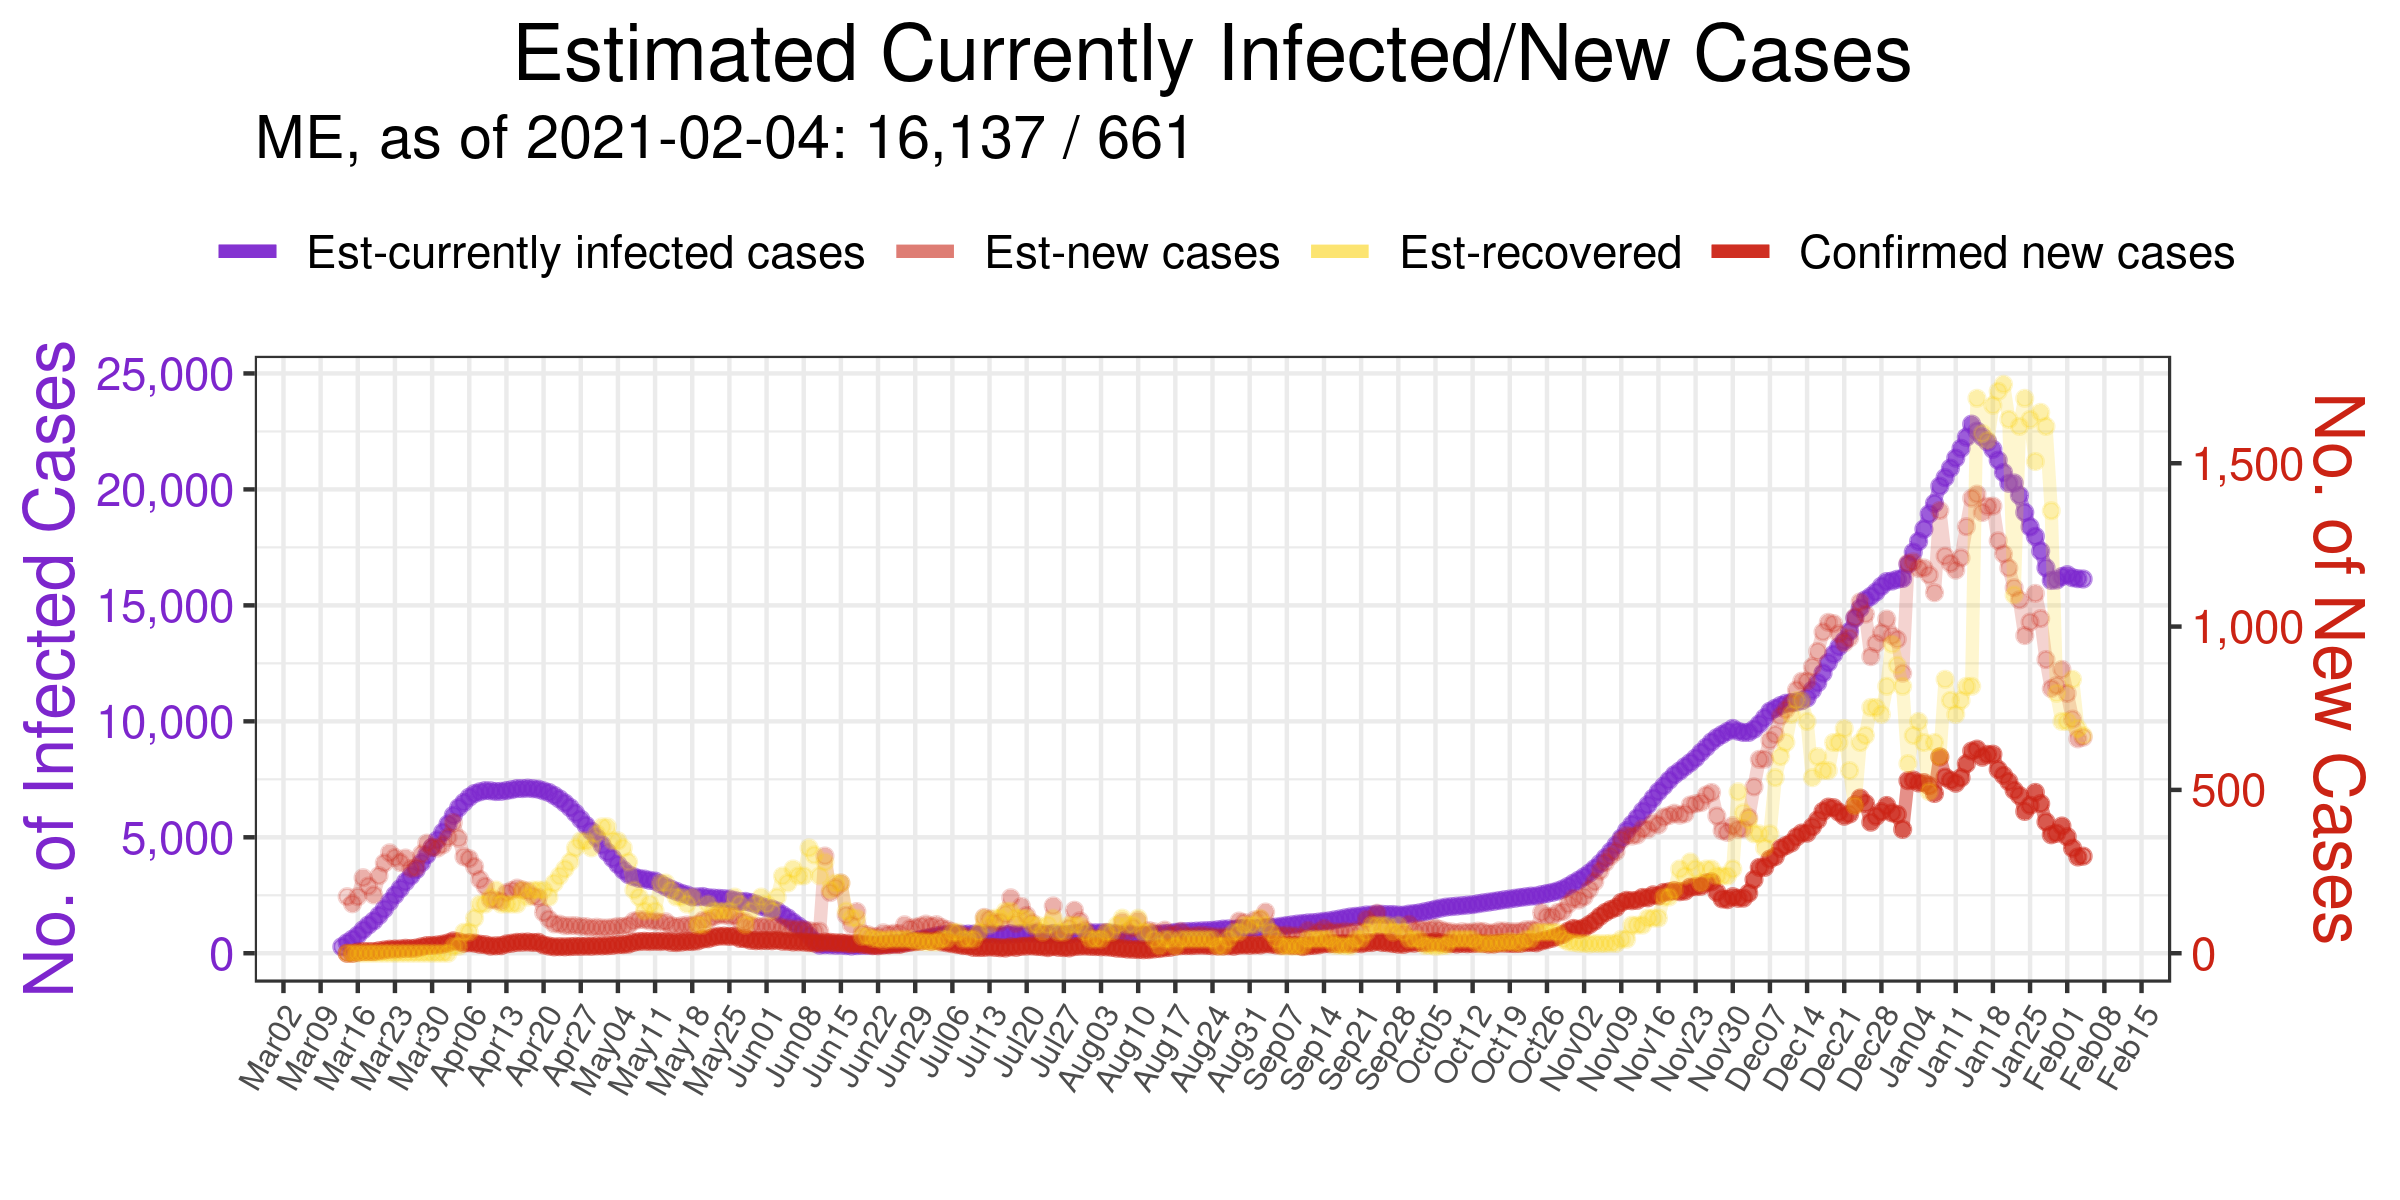 Estimated Currently Infected/New Cases
ME, as of 2021-02-04: 16,137 / 661
Est-currently infected cases Est-new cases Est-recovered Confirmed new cases
No. of Infected Cases
25,000
20,000
15,000
10,000
5,000
0
1,500
1,000
500
0
No. of New Cases
Mar02 Mar09 Mar16 Mar23 Mar30 Apr06 Apr13 Apr20 Apr27 May04 May11 May18 May25 Jun01 Jun08 Jun15 Jun22 Jun29 Jul06 Jul13 Jul20 Jul27 Aug03 Aug10 Aug17 Aug24 Aug31 Sep07 Sep14 Sep21 Sep28 Oct05 Oct12 Oct19 Oct26 Nov02 Nov09 Nov16 Nov23 Nov30 Dec07 Dec14 Dec21 Dec28 Jan04 Jan11 Jan18 Jan25 Feb01 Feb08 Feb15